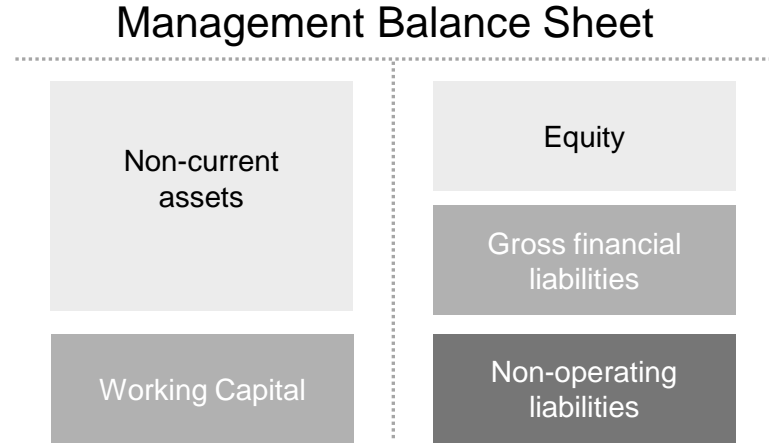 Management Balance Sheet
Non-current
assets
Working Capital
Equity
Gross financial
liabilities
Non-operating
liabilities